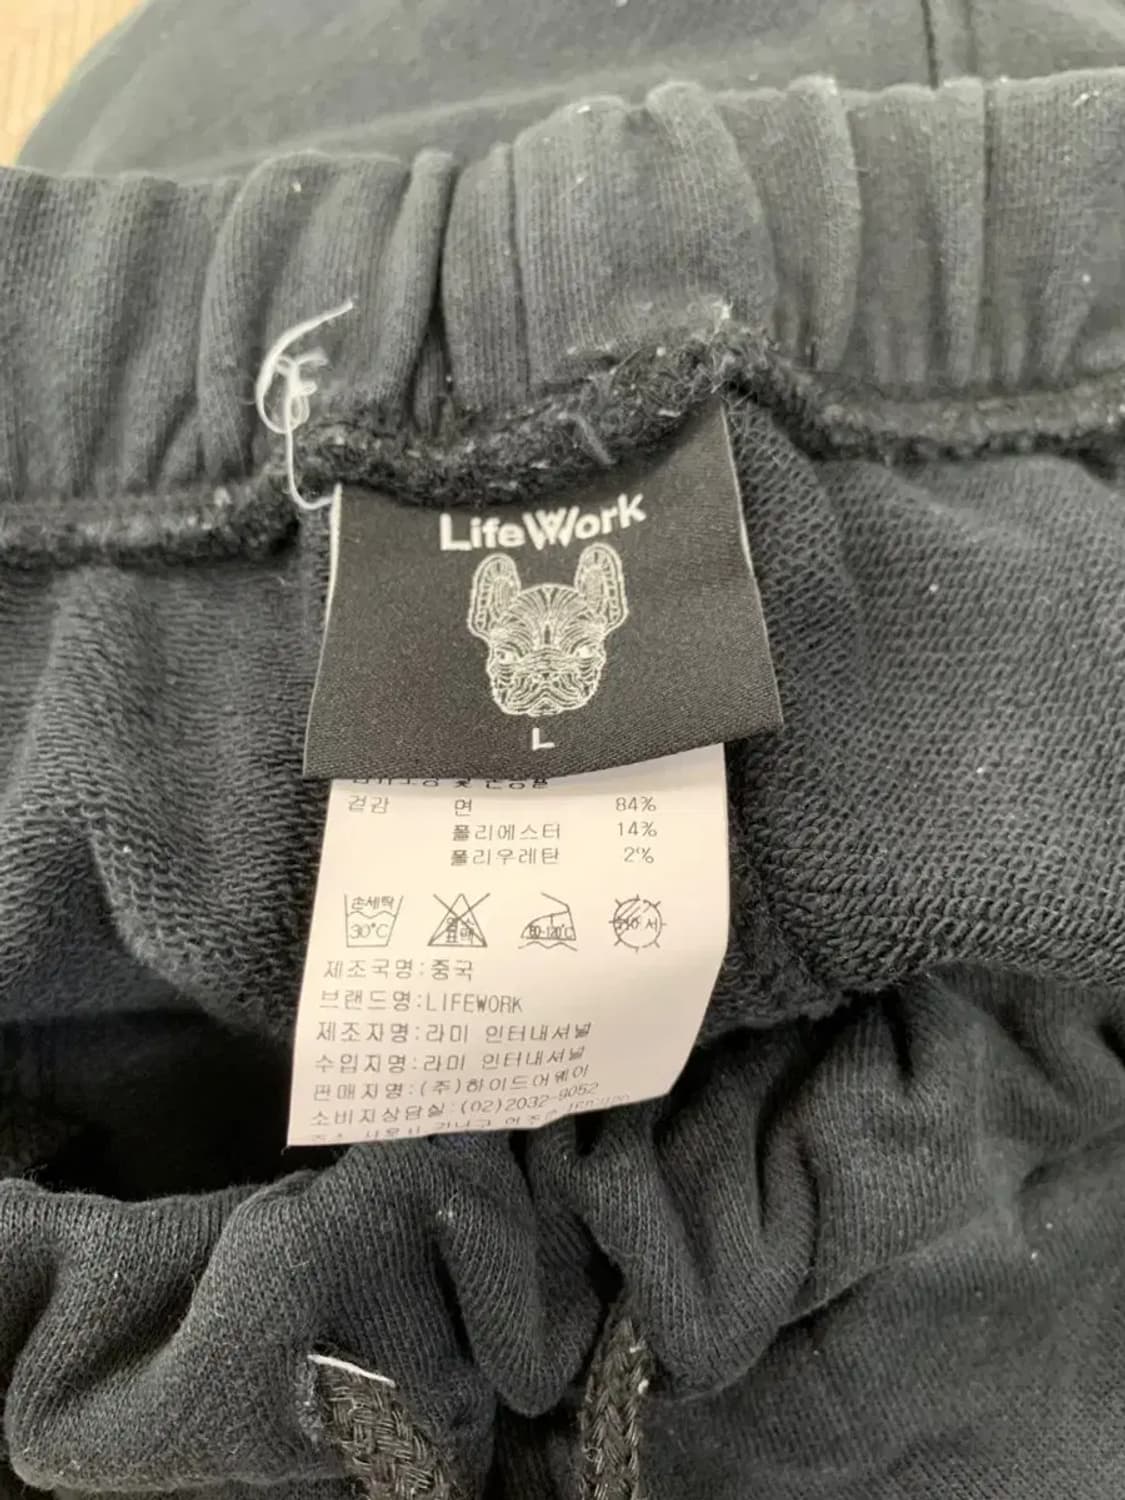 LifeWork
L
겉감 면 84%
폴리에스터 14%
폴리우레탄 2%
손세탁
30℃
제조국명:중국
브랜드명:LIFEWORK
제조자명:라미 인터내셔널
수입자명:라미 인터내셔널
판매자명:(주)하이드어웨이
소비자상담실:(02)2032-9052